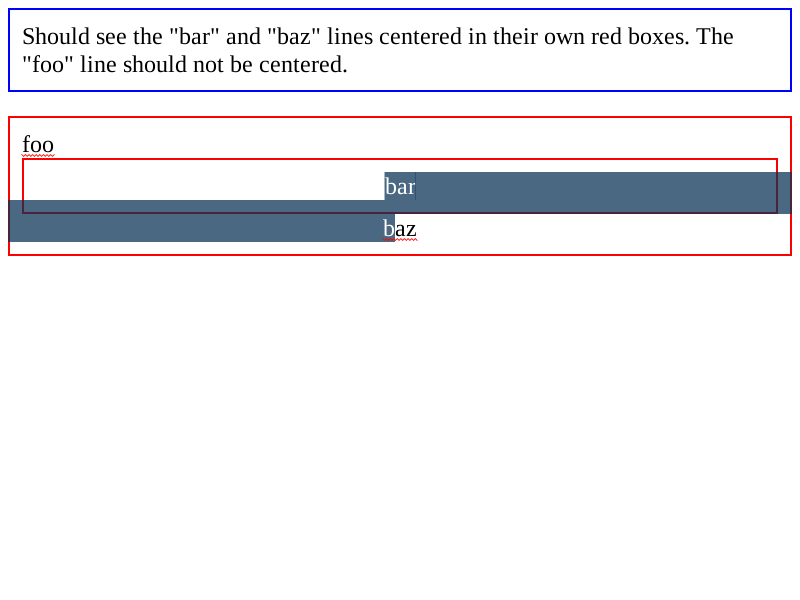 Should see the "bar" and "baz" lines centered in their own red boxes. The
"foo" line should not be centered.
foo
bar
baz